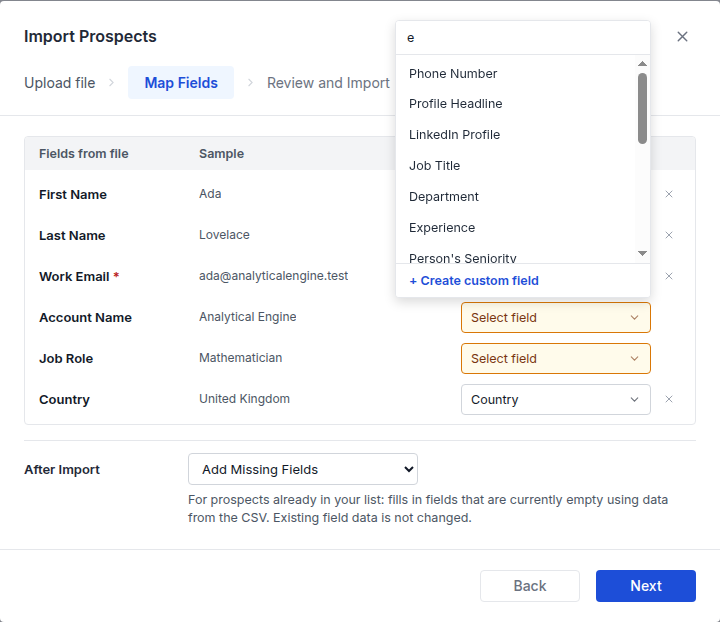 Import Prospects
Upload file
Map Fields
Review and Import
e
Phone Number
Profile Headline
LinkedIn Profile
Job Title
Department
Experience
Person's Seniority
+ Create custom field
Fields from file Sample
First Name Ada
Last Name Lovelace
Work Email * ada@analyticalengine.test
Account Name Analytical Engine Select field
Job Role Mathematician Select field
Country United Kingdom Country
After Import Add Missing Fields
For prospects already in your list: fills in fields that are currently empty using data
from the CSV. Existing field data is not changed.
Back Next